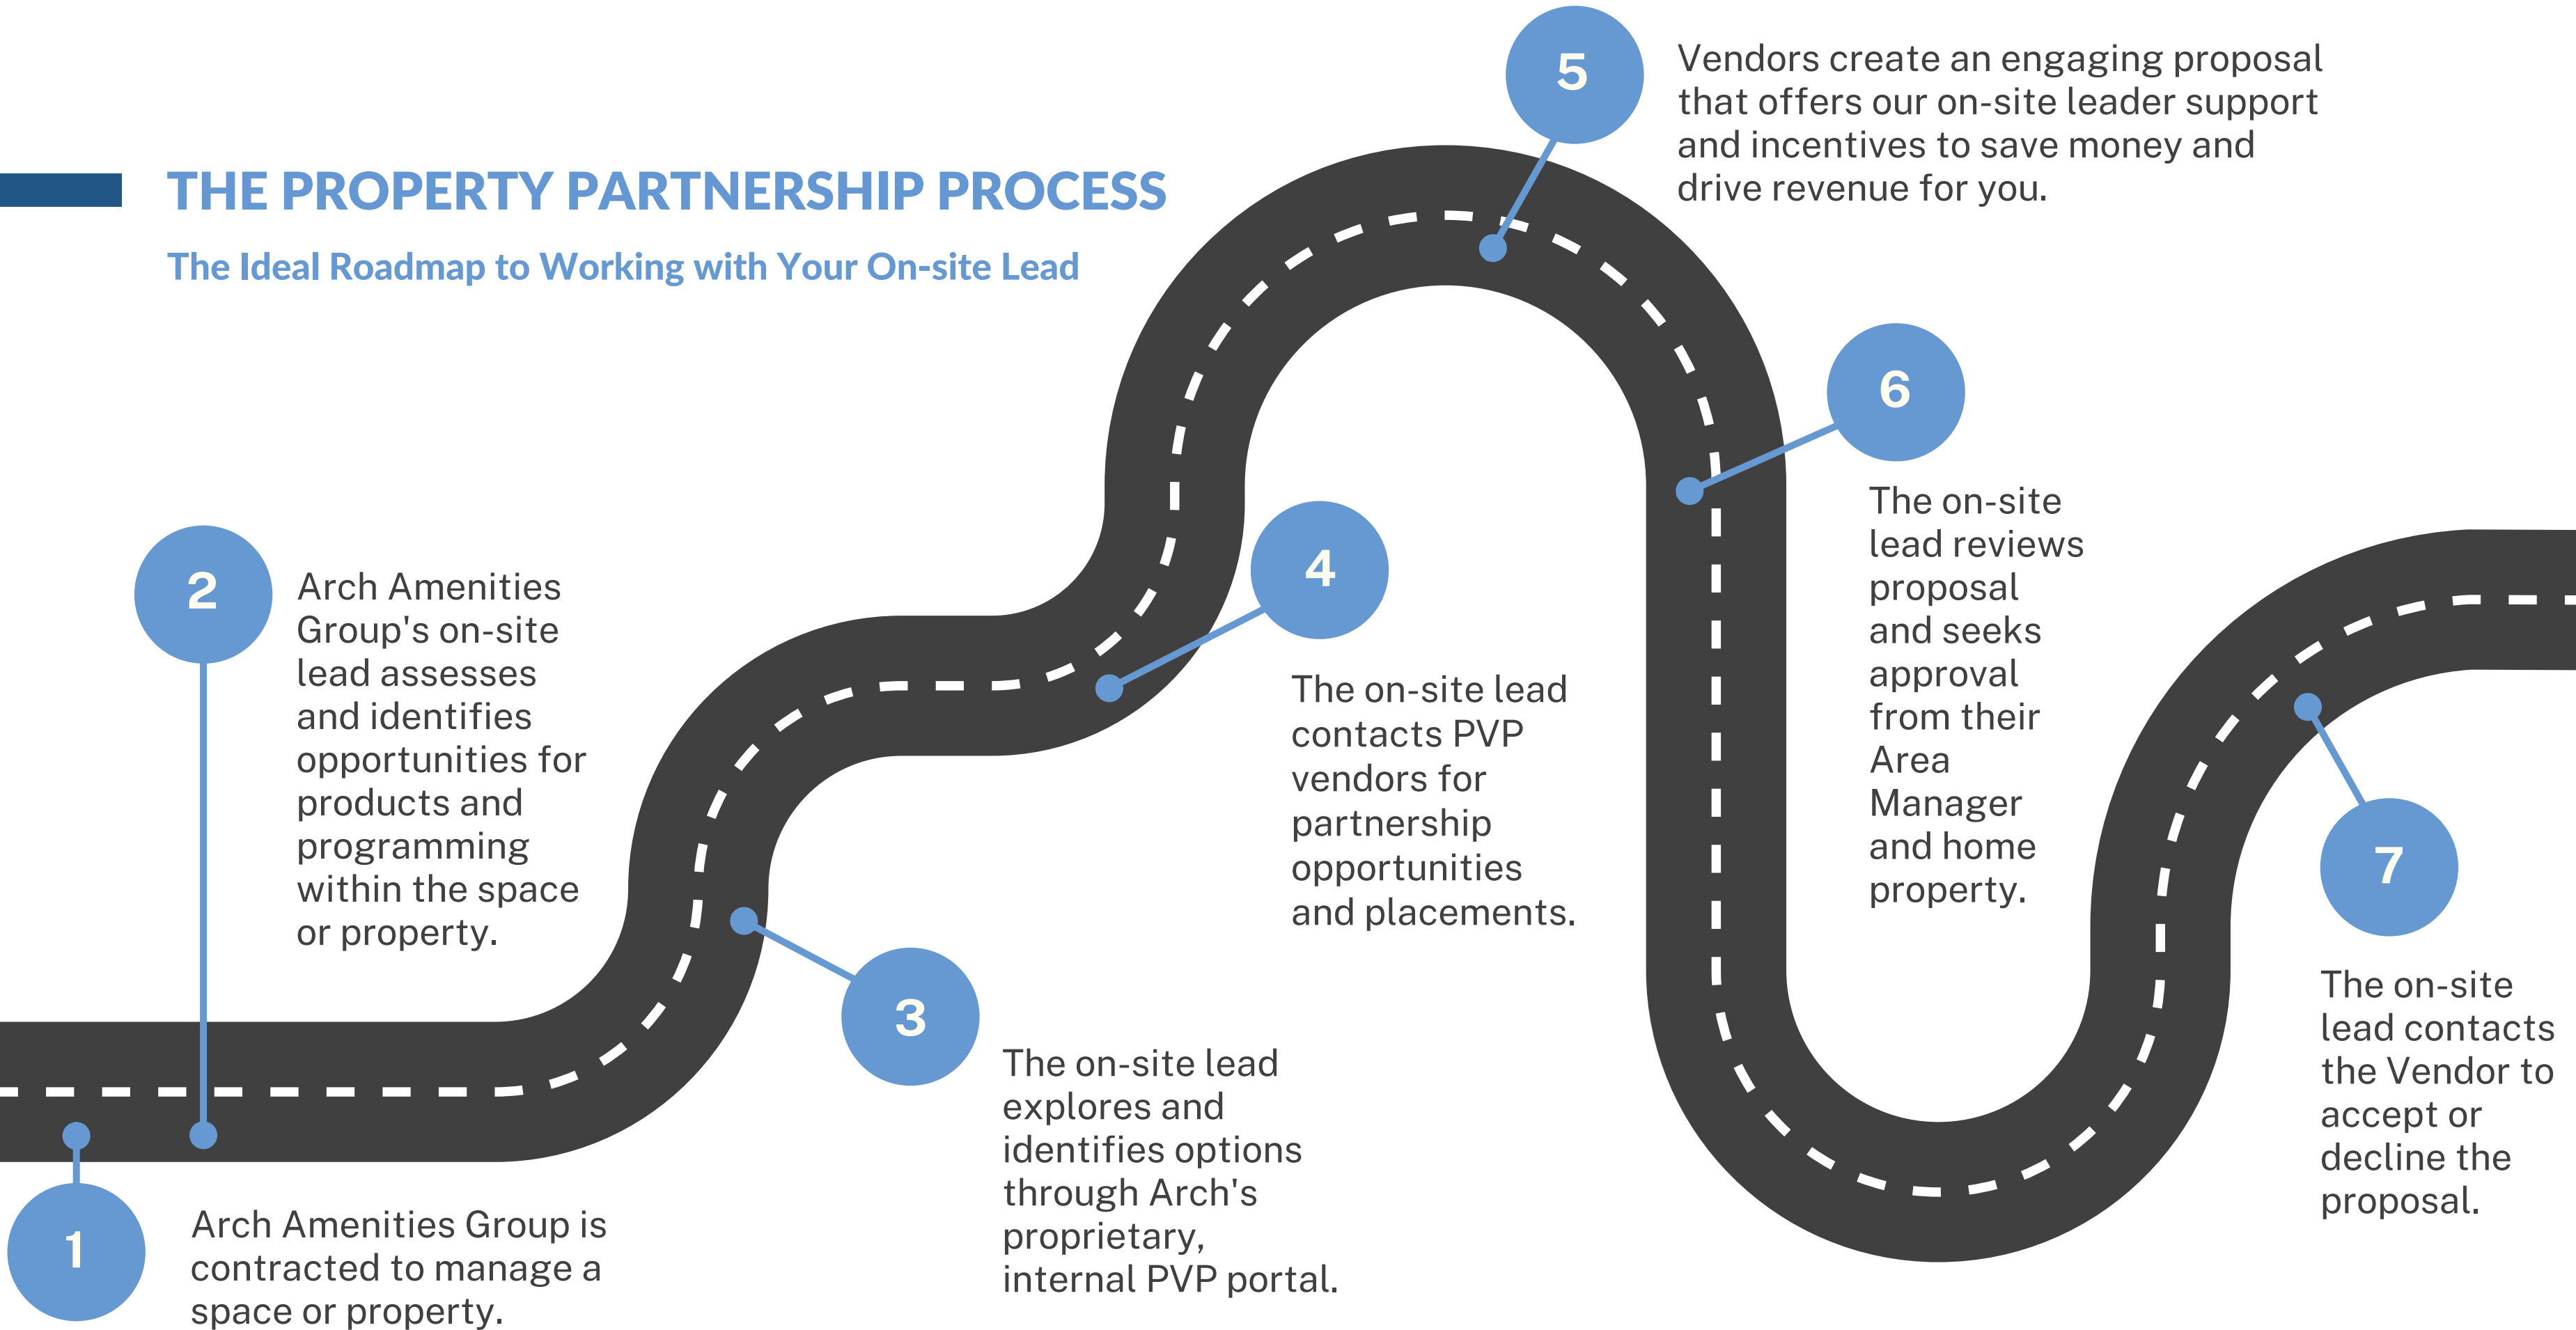 THE PROPERTY PARTNERSHIP PROCESS
The Ideal Roadmap to Working with Your On-site Lead
1
Arch Amenities Group is
contracted to manage a
space or property.
2
Arch Amenities
Group's on-site
lead assesses
and identifies
opportunities for
products and
programming
within the space
or property.
3
The on-site lead
explores and
identifies options
through Arch's
proprietary,
internal PVP portal.
4
The on-site lead
contacts PVP
vendors for
partnership
opportunities
and placements.
5
Vendors create an engaging proposal
that offers our on-site leader support
and incentives to save money and
drive revenue for you.
6
The on-site
lead reviews
proposal
and seeks
approval
from their
Area
Manager
and home
property.
7
The on-site
lead contacts
the Vendor to
accept or
decline the
proposal.